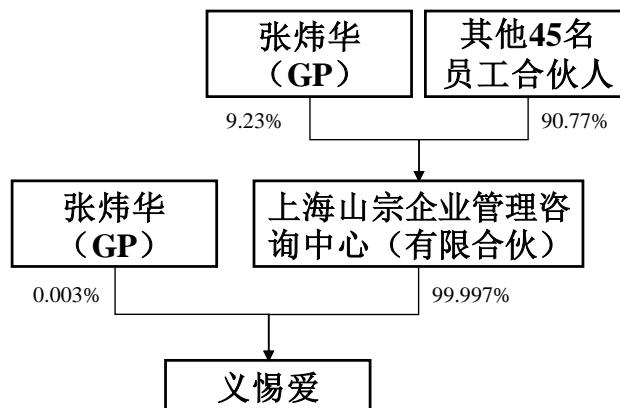 张炜华
（GP）
其他45名
员工合伙人
9.23%
90.77%
张炜华
（GP）
上海山宗企业管理咨
询中心（有限合伙）
0.003%
99.997%
义惕爱